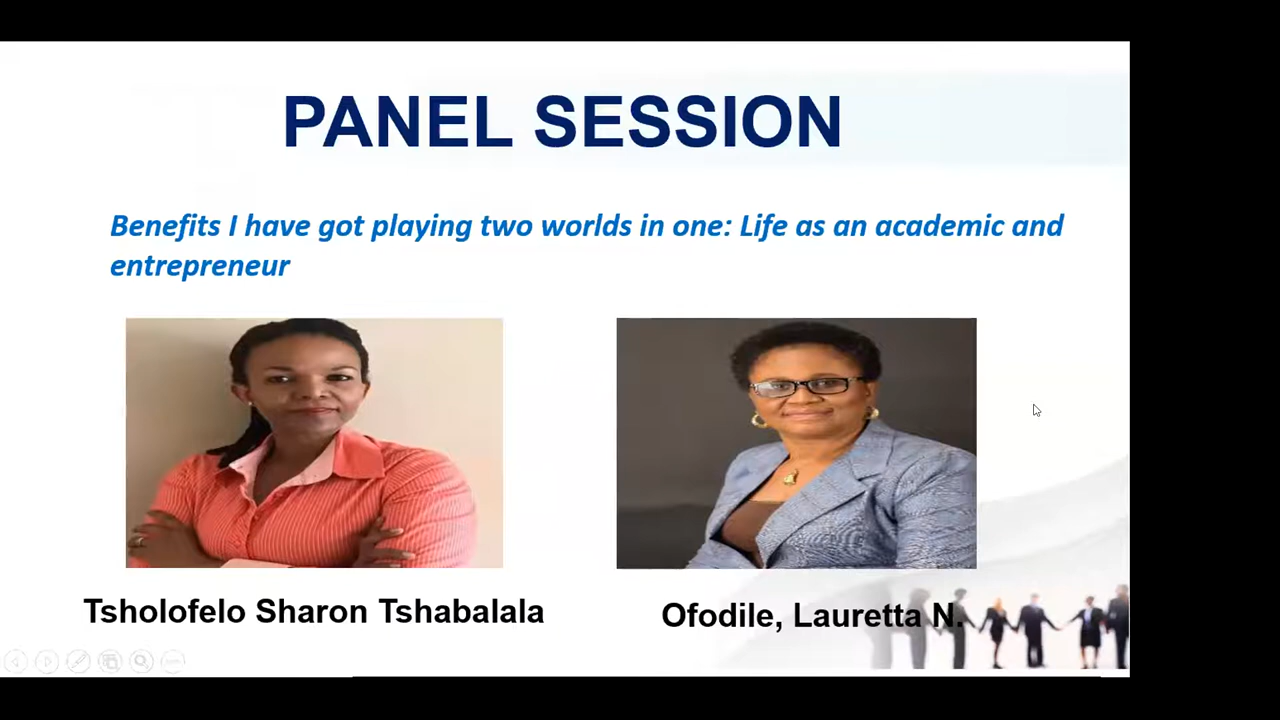 PANEL SESSION
Benefits I have got playing two worlds in one: Life as an academic and
entrepreneur
Tsholofelo Sharon Tshabalala
Ofodile, Lauretta N.